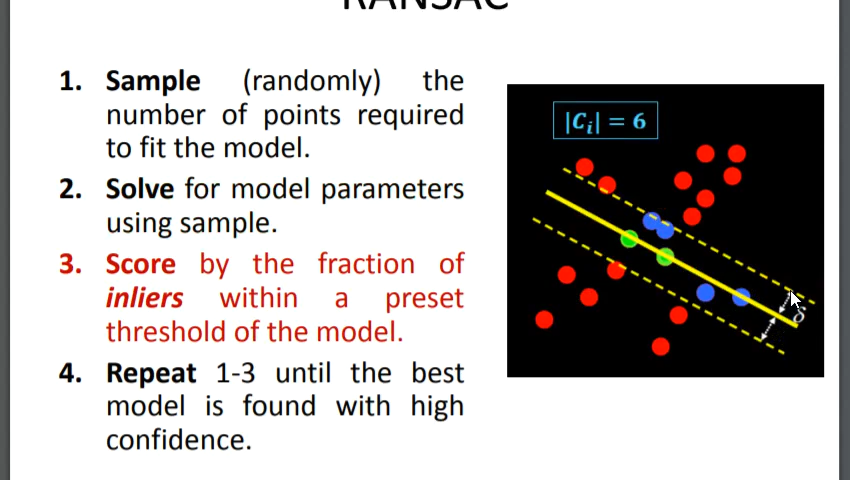 RANSAC
1. Sample (randomly) the
number of points required
to fit the model.
2. Solve for model parameters
using sample.
3. Score by the fraction of
inliers within a preset
threshold of the model.
4. Repeat 1-3 until the best
model is found with high
confidence.
|Cᵢ| = 6
δ